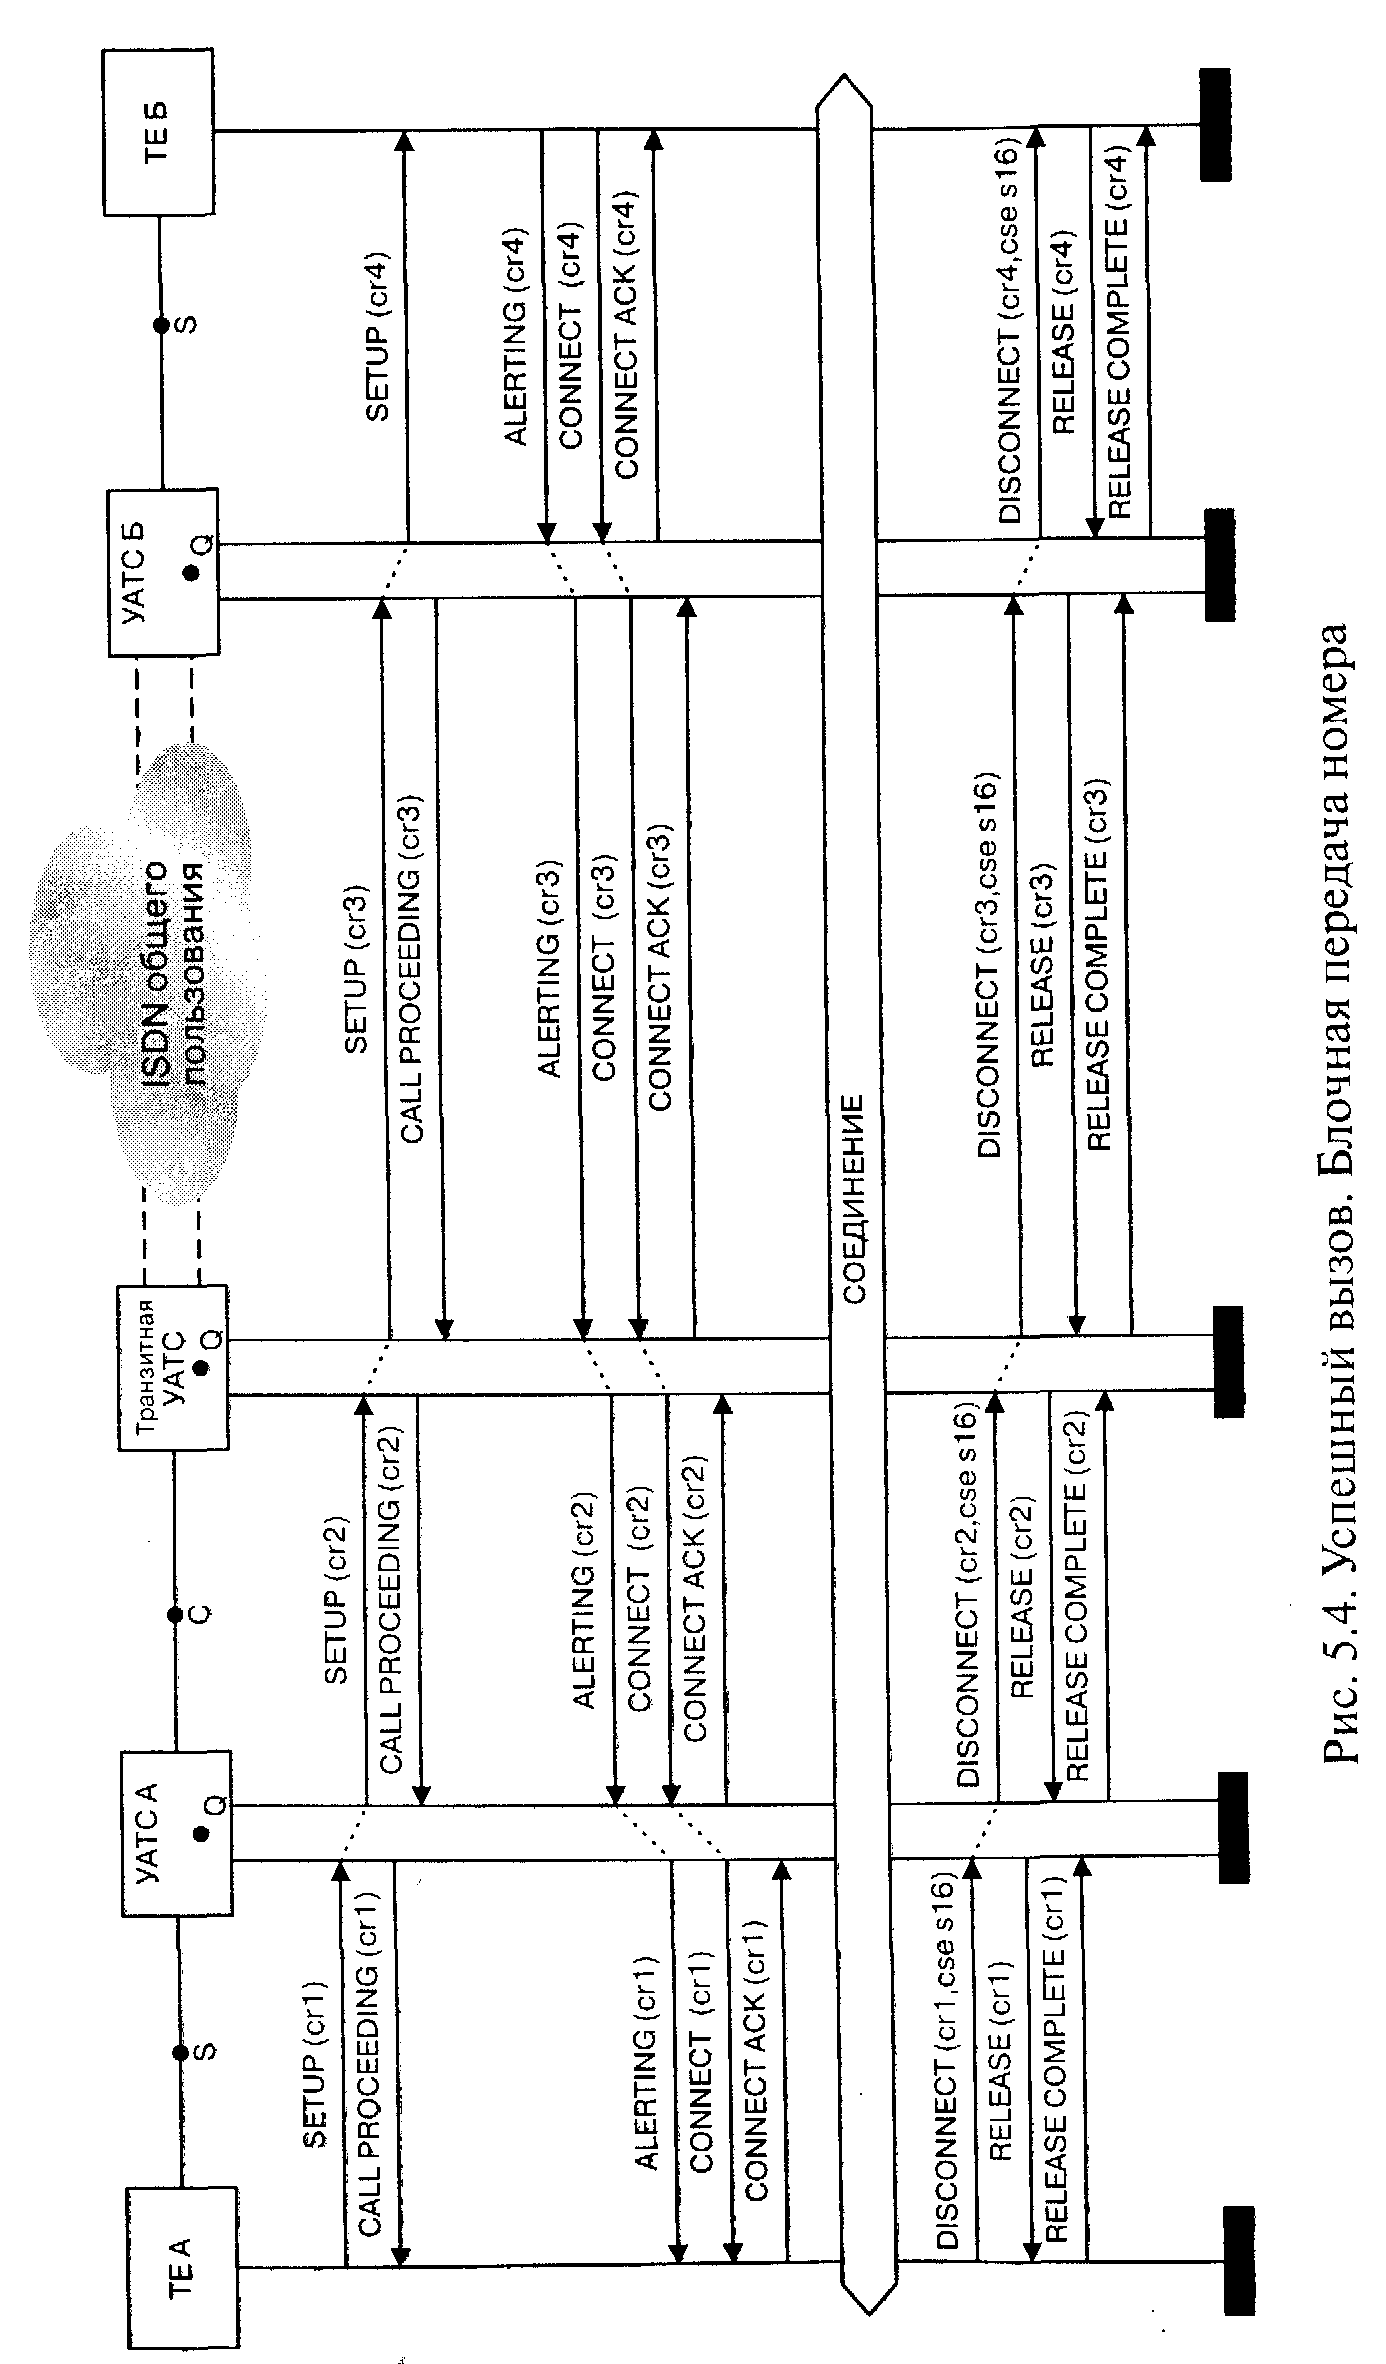 ТЕ А
S
УАТС А
Q
C
Транзитная
УАТС
Q
ISDN общего
пользования
УАТС Б
Q
S
ТЕ Б
SETUP (cr1)
CALL PROCEEDING (cr1)
SETUP (cr2)
CALL PROCEEDING (cr2)
SETUP (cr3)
CALL PROCEEDING (cr3)
SETUP (cr4)
ALERTING (cr1)
CONNECT (cr1)
CONNECT ACK (cr1)
ALERTING (cr2)
CONNECT (cr2)
CONNECT ACK (cr2)
ALERTING (cr3)
CONNECT (cr3)
CONNECT ACK (cr3)
ALERTING (cr4)
CONNECT (cr4)
CONNECT ACK (cr4)
СОЕДИНЕНИЕ
DISCONNECT (cr1,cse s16)
RELEASE (cr1)
RELEASE COMPLETE (cr1)
DISCONNECT (cr2,cse s16)
RELEASE (cr2)
RELEASE COMPLETE (cr2)
DISCONNECT (cr3,cse s16)
RELEASE (cr3)
RELEASE COMPLETE (cr3)
DISCONNECT (cr4,cse s16)
RELEASE (cr4)
RELEASE COMPLETE (cr4)
Рис. 5.4. Успешный вызов. Блочная передача номера